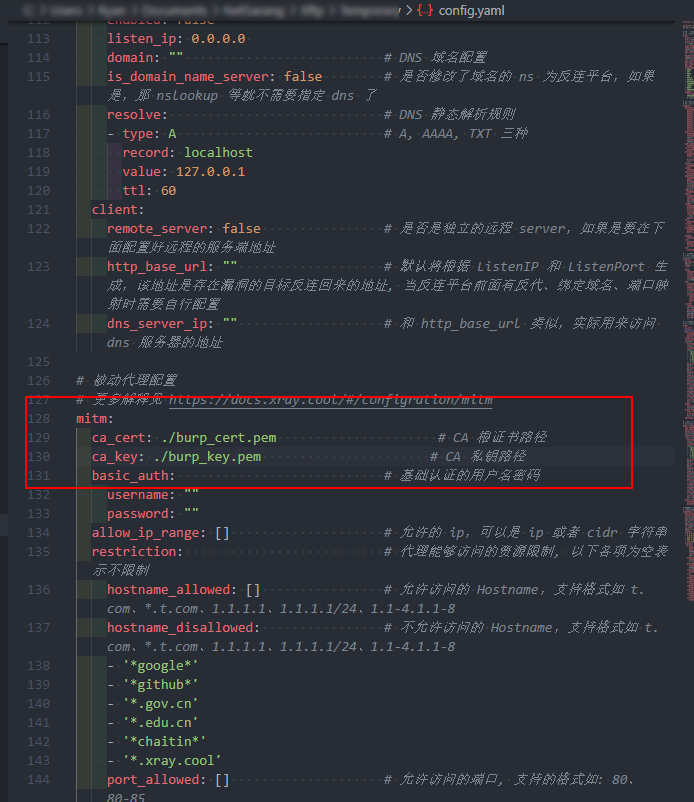 config.yaml
113 listen_ip: 0.0.0.0
114 domain: "" # DNS 域名配置
115 is_domain_name_server: false # 是否修改了域名的 ns 为反连平台，如果
是，那 nslookup 等就不需要指定 dns 了
116 resolve: # DNS 静态解析规则
117 - type: A # A, AAAA, TXT 三种
118 record: localhost
119 value: 127.0.0.1
120 ttl: 60
121 client:
122 remote_server: false # 是否是独立的远程 server，如果是要在下
面配置好远程的服务端地址
123 http_base_url: "" # 默认将根据 ListenIP 和 ListenPort 生
成，该地址是存在漏洞的目标反连回来的地址, 当反连平台前面有反代、绑定域名、端口映
射时需要自行配置
124 dns_server_ip: "" # 和 http_base_url 类似，实际用来访问
dns 服务器的地址
125
126 # 被动代理配置
127 # 更多解释见 https://docs.xray.cool/#/configration/mitm
128 mitm:
129 ca_cert: ./burp_cert.pem # CA 根证书路径
130 ca_key: ./burp_key.pem # CA 私钥路径
131 basic_auth: # 基础认证的用户名密码
132 username: ""
133 password: ""
134 allow_ip_range: [] # 允许的 ip，可以是 ip 或者 cidr 字符串
135 restriction: # 代理能够访问的资源限制, 以下各项为空表
示不限制
136 hostname_allowed: [] # 允许访问的 Hostname，支持格式如 t.
com、*.t.com、1.1.1.1、1.1.1.1/24、1.1-4.1.1-8
137 hostname_disallowed: # 不允许访问的 Hostname，支持格式如 t.
com、*.t.com、1.1.1.1、1.1.1.1/24、1.1-4.1.1-8
138 - '*google*'
139 - '*github*'
140 - '*.gov.cn'
141 - '*.edu.cn'
142 - '*chaitin*'
143 - '*.xray.cool'
144 port_allowed: [] # 允许访问的端口, 支持的格式如: 80、
80-85